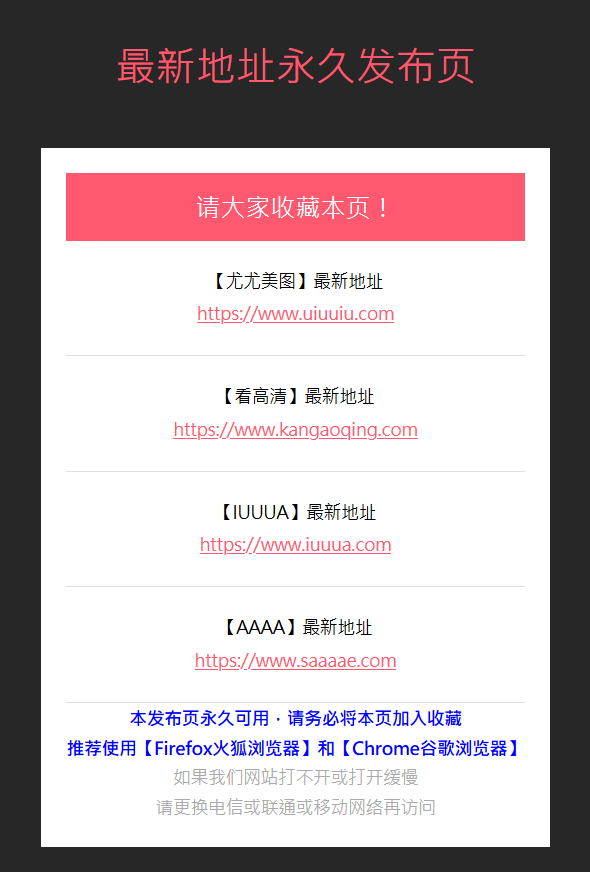 最新地址永久发布页
请大家收藏本页！
【尤尤美图】最新地址
https://www.uiuuiu.com
【看高清】最新地址
https://www.kangaoqing.com
【IUUUA】最新地址
https://www.iuuua.com
【AAAA】最新地址
https://www.saaaae.com
本发布页永久可用，请务必将本页加入收藏
推荐使用【Firefox火狐浏览器】和【Chrome谷歌浏览器】
如果我们网站打不开或打开缓慢
请更换电信或联通或移动网络再访问